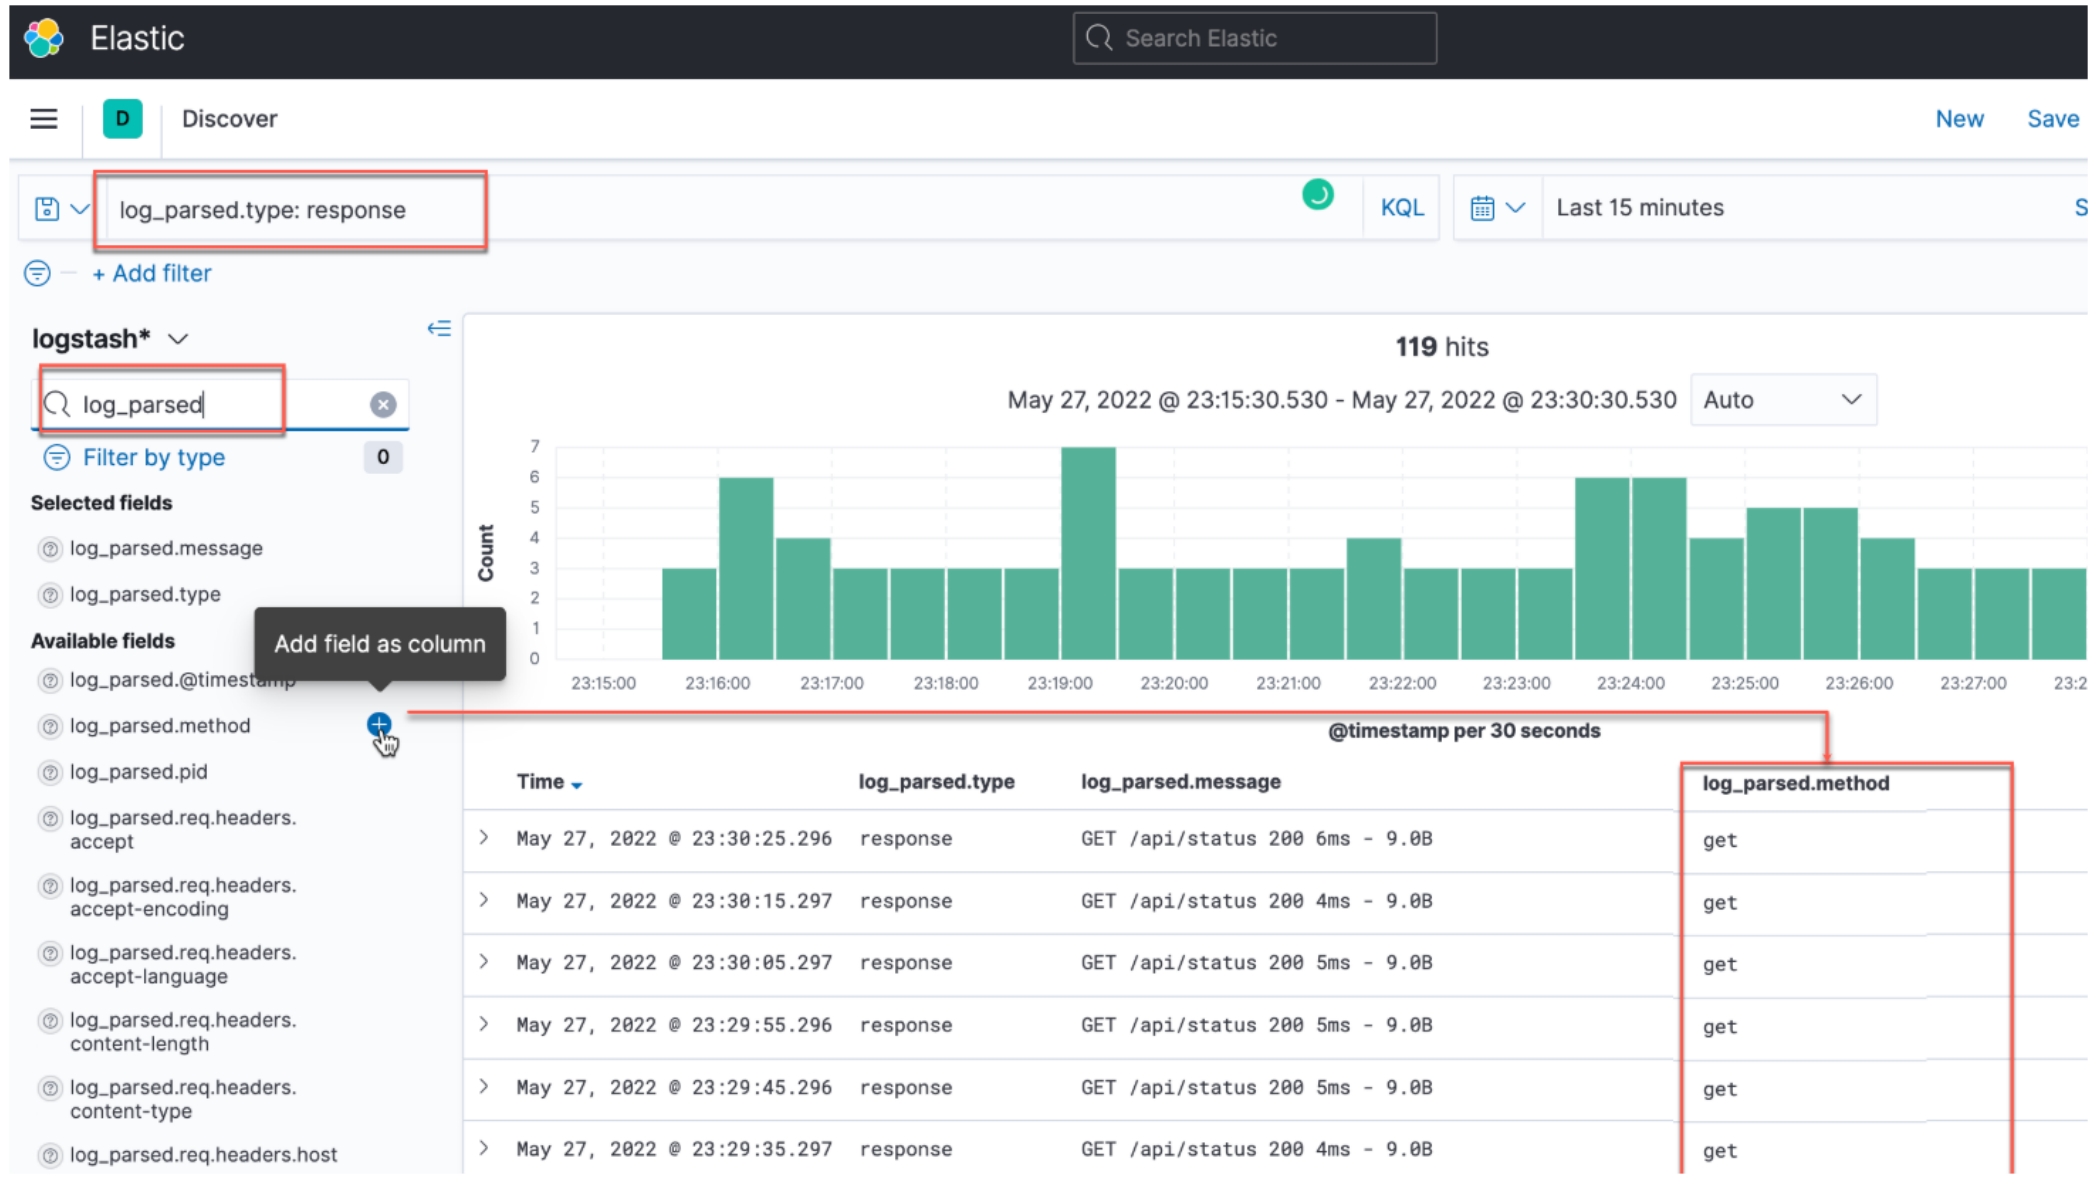 Elastic
Search Elastic
D
Discover
New
Save
log_parsed.type: response
KQL
Last 15 minutes
S
+ Add filter
logstash*
log_parsed
Filter by type
0
Selected fields
log_parsed.message
log_parsed.type
Available fields
Add field as column
log_parsed.@timestamp
log_parsed.method
log_parsed.pid
log_parsed.req.headers.
accept
log_parsed.req.headers.
accept-encoding
log_parsed.req.headers.
accept-language
log_parsed.req.headers.
content-length
log_parsed.req.headers.
content-type
log_parsed.req.headers.host
119 hits
May 27, 2022 @ 23:15:30.530 - May 27, 2022 @ 23:30:30.530
Auto
Count
7
6
5
4
3
2
1
0
23:15:00 23:16:00 23:17:00 23:18:00 23:19:00 23:20:00 23:21:00 23:22:00 23:23:00 23:24:00 23:25:00 23:26:00 23:27:00 23:2
@timestamp per 30 seconds
Time log_parsed.type log_parsed.message log_parsed.method
May 27, 2022 @ 23:30:25.296 response GET /api/status 200 6ms - 9.0B get
May 27, 2022 @ 23:30:15.297 response GET /api/status 200 4ms - 9.0B get
May 27, 2022 @ 23:30:05.297 response GET /api/status 200 5ms - 9.0B get
May 27, 2022 @ 23:29:55.296 response GET /api/status 200 5ms - 9.0B get
May 27, 2022 @ 23:29:45.296 response GET /api/status 200 5ms - 9.0B get
May 27, 2022 @ 23:29:35.297 response GET /api/status 200 4ms - 9.0B get